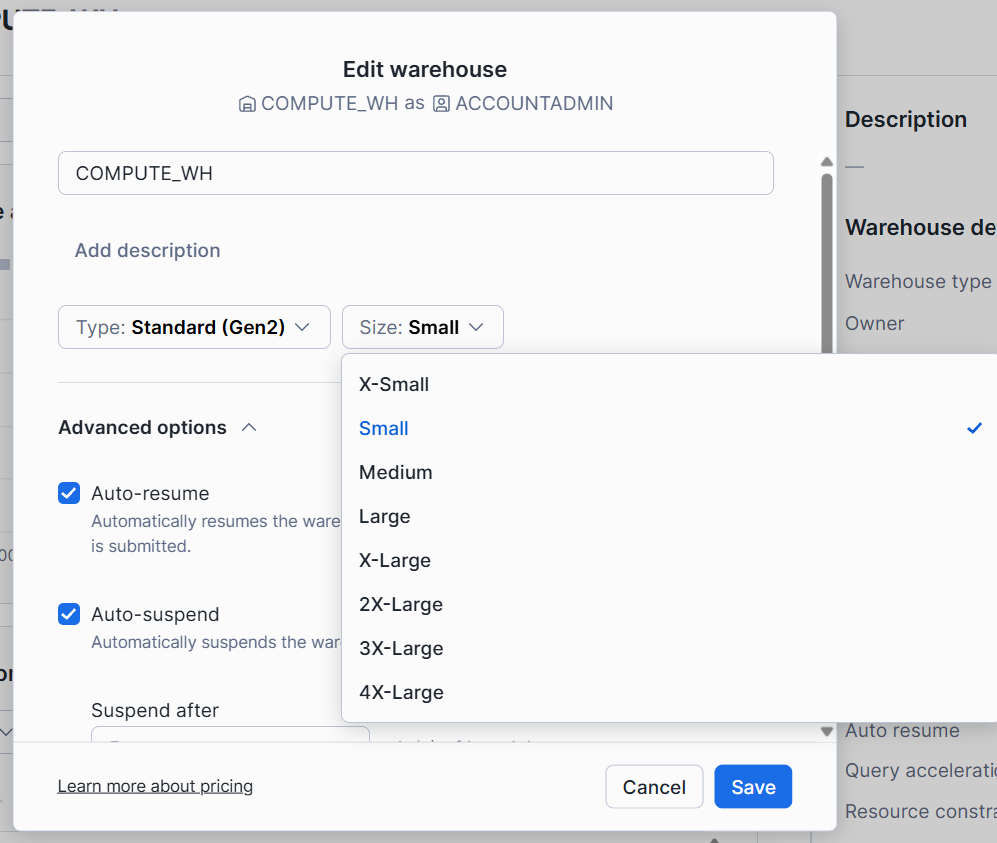 Edit warehouse
COMPUTE_WH as ACCOUNTADMIN
COMPUTE_WH
Add description
Type: Standard (Gen2)
Size: Small
X-Small
Small
Medium
Large
X-Large
2X-Large
3X-Large
4X-Large
Advanced options
Auto-resume
Automatically resumes the ware
is submitted.
Auto-suspend
Automatically suspends the war
Suspend after
Learn more about pricing
Cancel
Save
Description
—
Warehouse de
Warehouse type
Owner
Auto resume
Query accelerati
Resource constra